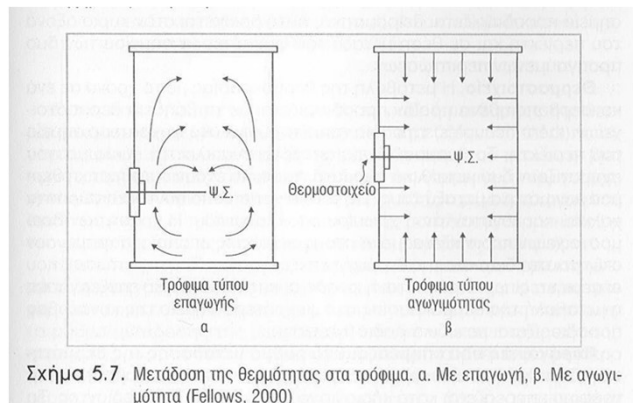 Ψ.Σ.
Ψ.Σ.
Θερμοστοιχείο
Τρόφιμα τύπου
επαγωγής
α
Τρόφιμα τύπου
αγωγιμότητας
β
Σχήμα 5.7. Μετάδοση της θερμότητας στα τρόφιμα. α. Με επαγωγή, β. Με αγωγι-
μότητα (Fellows, 2000)